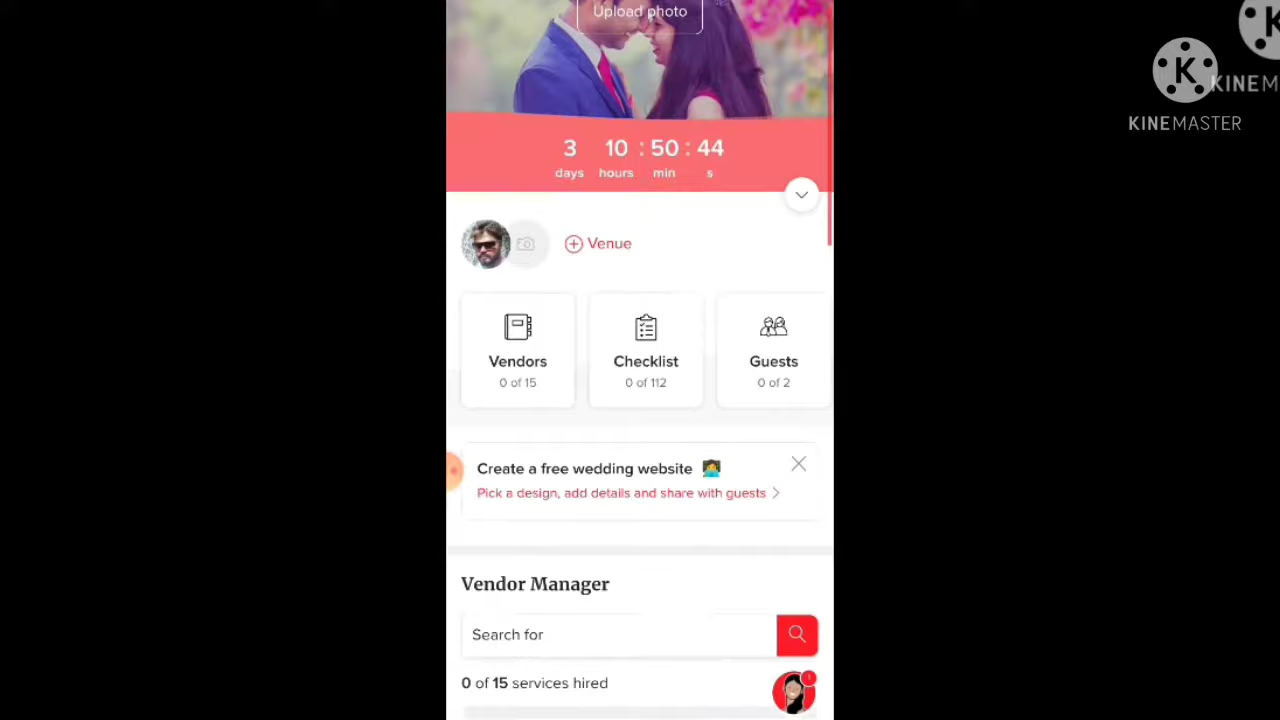 Upload photo
3 10 : 50 : 44
days hours min s
Venue
Vendors
0 of 15
Checklist
0 of 112
Guests
0 of 2
Create a free wedding website
Pick a design, add details and share with guests
Vendor Manager
Search for
0 of 15 services hired
K
KINEMASTER
K
KINEM